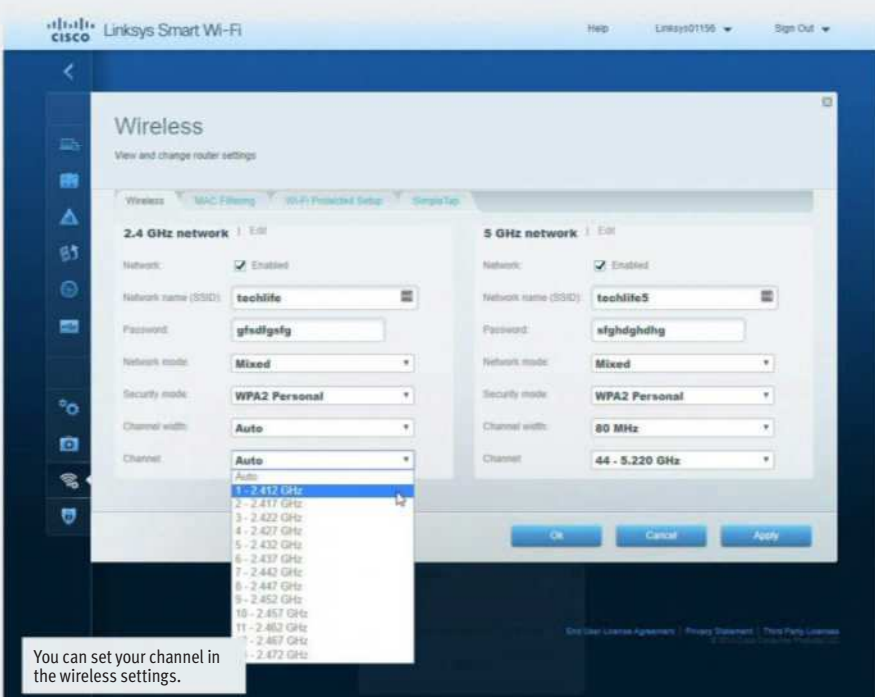 CISCO Linksys Smart Wi-Fi
Help Linksys01156 Sign Out
Wireless
View and change router settings
Wireless MAC Filtering Wi-Fi Protected Setup SimpleTap
2.4 GHz network | Edit
Network: Enabled
Network name (SSID): techlife
Password: gfsdfgsfg
Network mode: Mixed
Security mode: WPA2 Personal
Channel width: Auto
Channel: Auto
Auto
1 - 2.412 GHz
2 - 2.417 GHz
3 - 2.422 GHz
4 - 2.427 GHz
5 - 2.432 GHz
6 - 2.437 GHz
7 - 2.442 GHz
8 - 2.447 GHz
9 - 2.452 GHz
10 - 2.457 GHz
11 - 2.462 GHz
- 2.467 GHz
- 2.472 GHz
5 GHz network | Edit
Network: Enabled
Network name (SSID): techlife5
Password: sfghdghdhg
Network mode: Mixed
Security mode: WPA2 Personal
Channel width: 80 MHz
Channel: 44 - 5.220 GHz
Ok Cancel Apply
End User License Agreement | Privacy Statement | Third Party Licenses
You can set your channel in
the wireless settings.